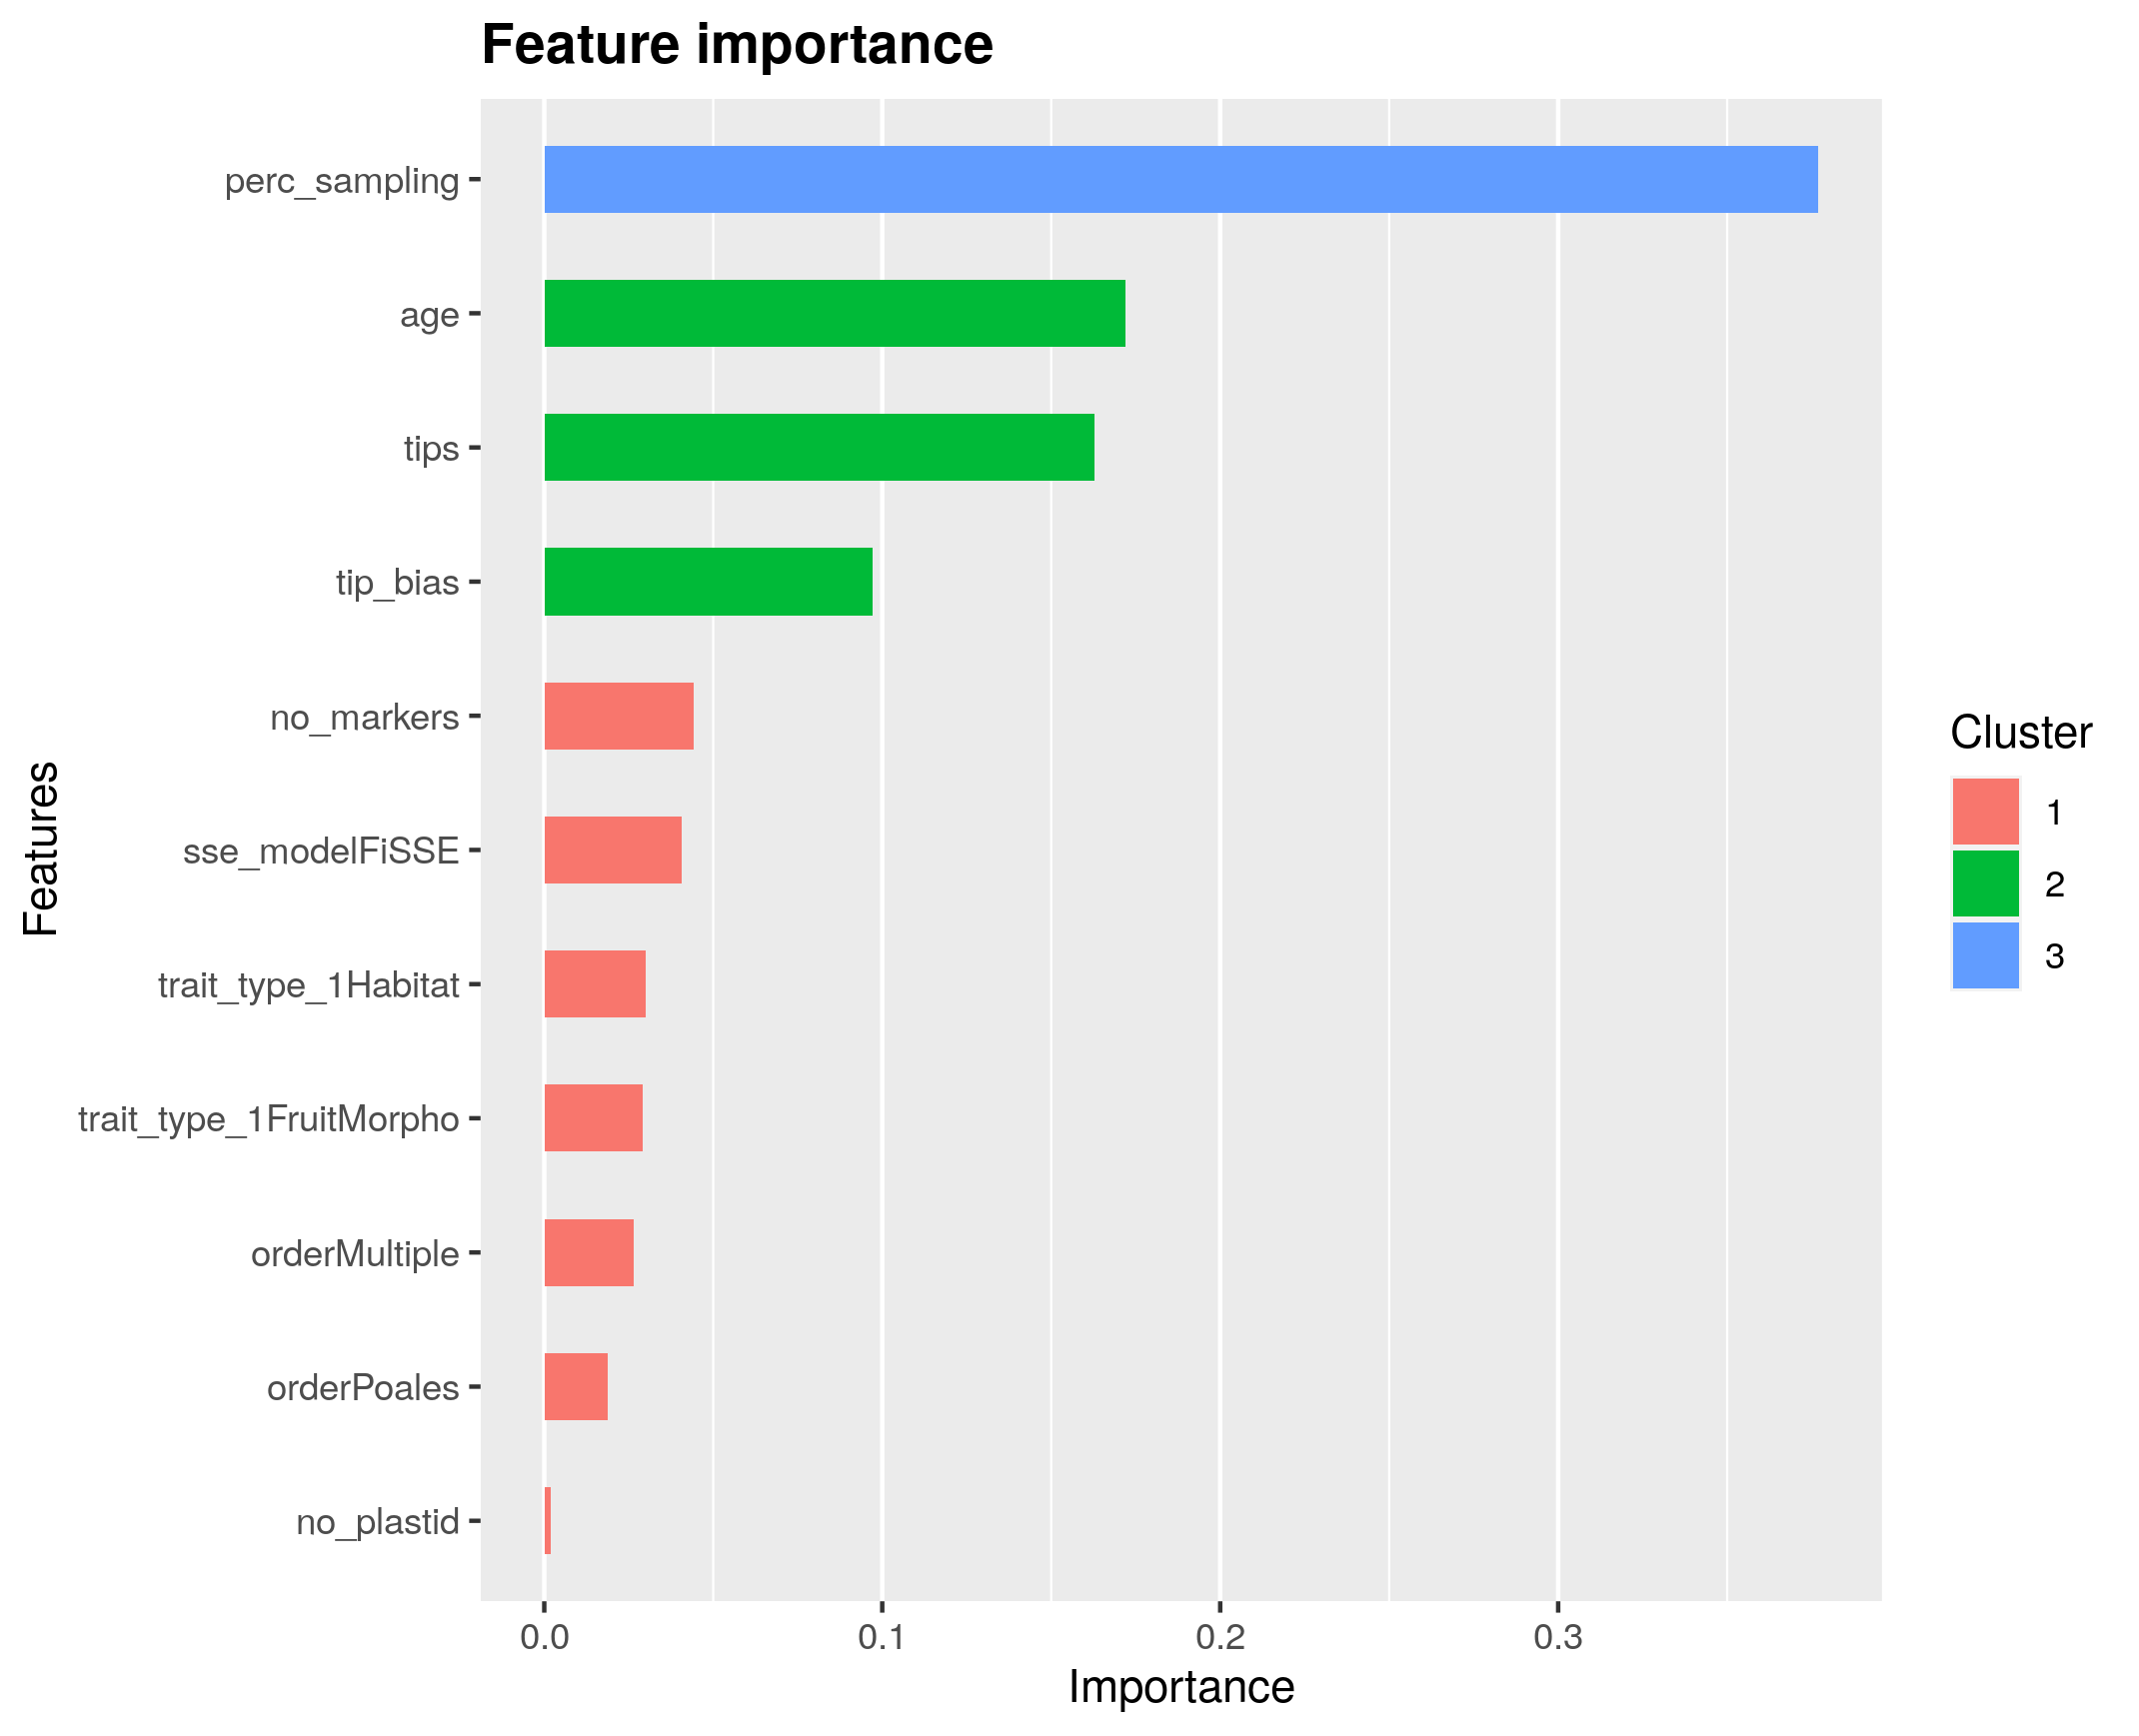 Feature importance
perc_sampling
age
tips
tip_bias
no_markers
sse_modelFiSSE
trait_type_1Habitat
trait_type_1FruitMorpho
orderMultiple
orderPoales
no_plastid
Features
0.0 0.1 0.2 0.3
Importance
Cluster
1
2
3